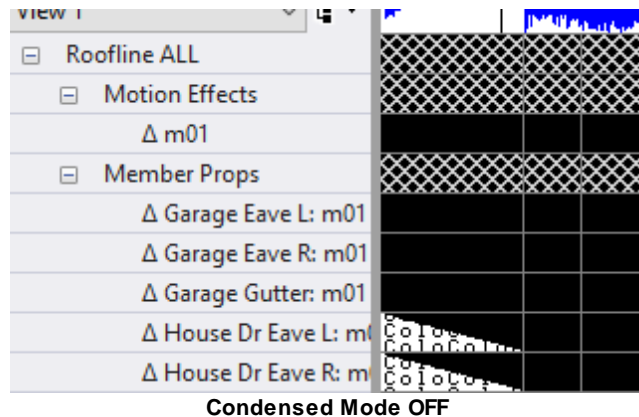 View 1
Roofline ALL
Motion Effects
Δ m01
Member Props
Δ Garage Eave L: m01
Δ Garage Eave R: m01
Δ Garage Gutter: m01
Δ House Dr Eave L: m0
Δ House Dr Eave R: m
Condensed Mode OFF